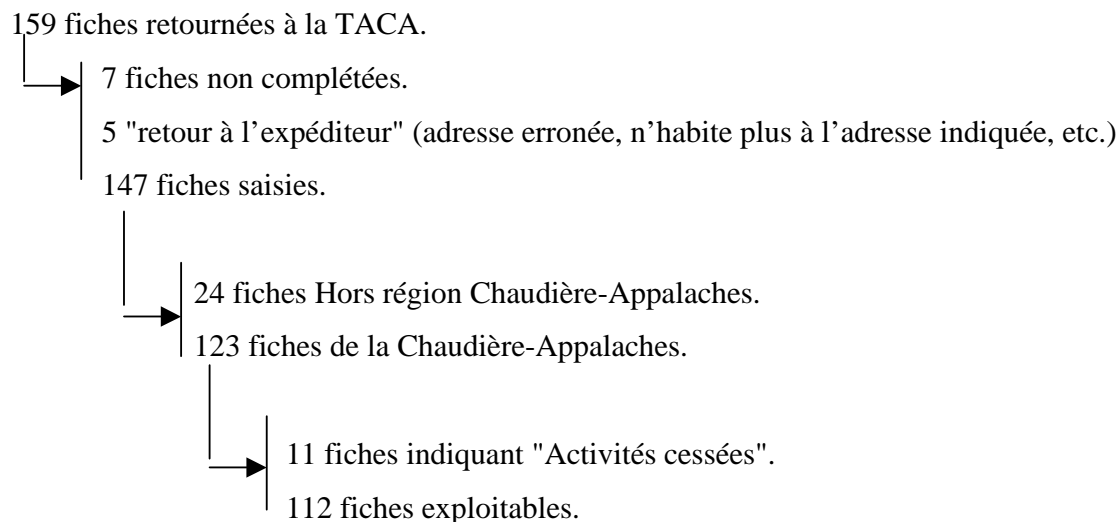 159 fiches retournées à la TACA.
7 fiches non complétées.
5 "retour à l’expéditeur" (adresse erronée, n’habite plus à l’adresse indiquée, etc.)
147 fiches saisies.
24 fiches Hors région Chaudière-Appalaches.
123 fiches de la Chaudière-Appalaches.
11 fiches indiquant "Activités cessées".
112 fiches exploitables.